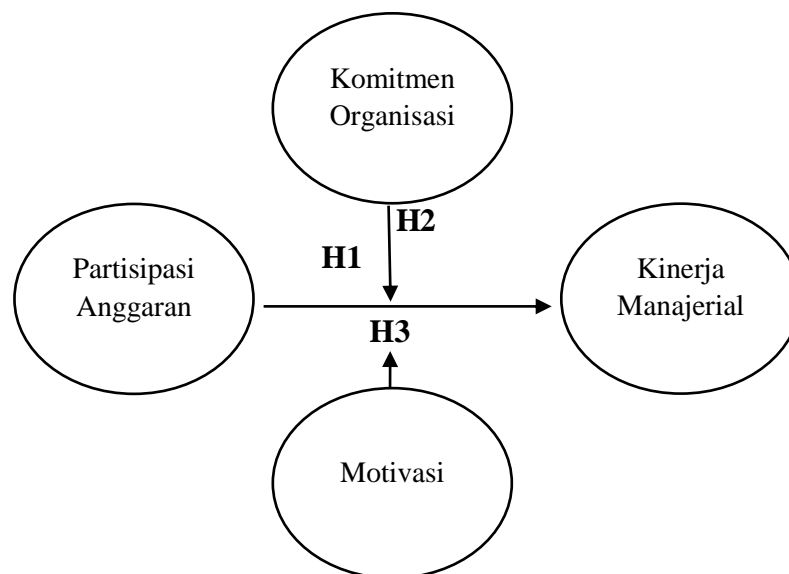 Komitmen
Organisasi
H2
H1
Partisipasi
Anggaran
Kinerja
Manajerial
H3
Motivasi